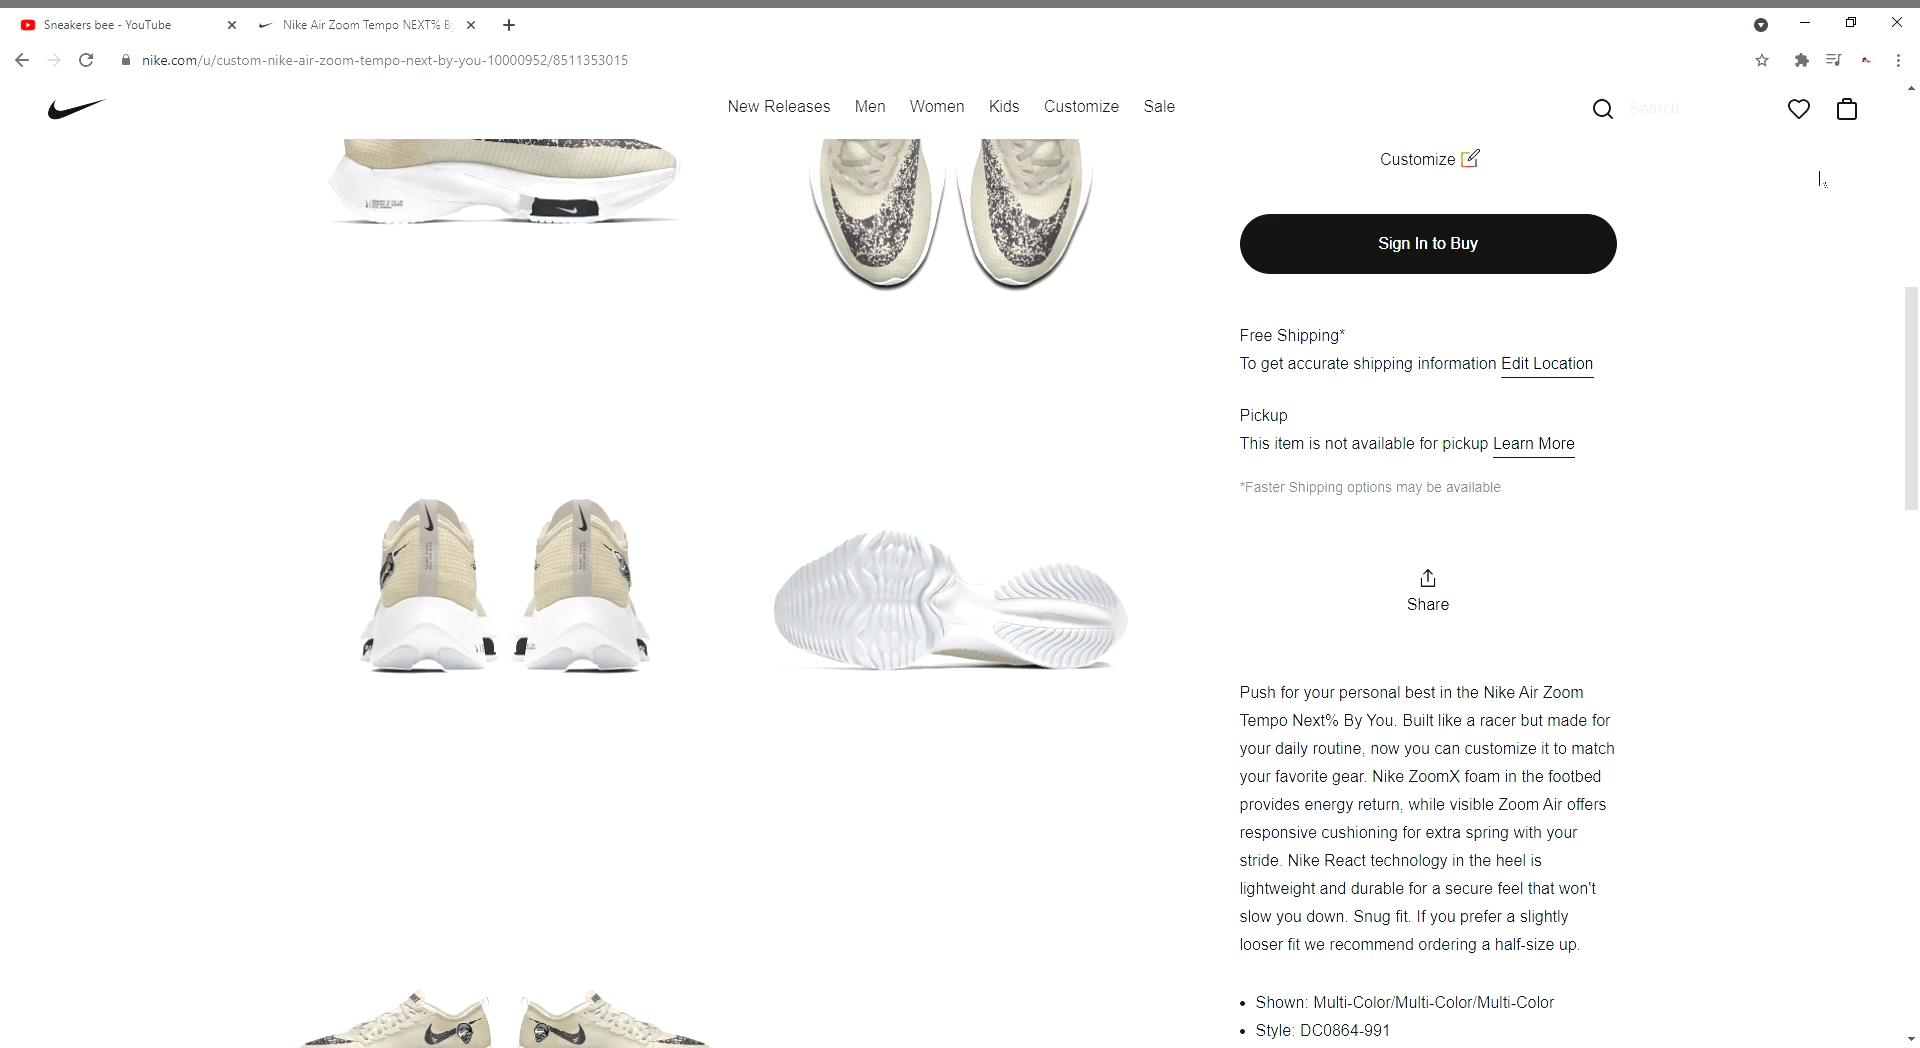 Sneakers bee - YouTube
Nike Air Zoom Tempo NEXT% B
nike.com/u/custom-nike-air-zoom-tempo-next-by-you-10000952/8511353015
New Releases Men Women Kids Customize Sale
Search
Customize
Sign In to Buy
Free Shipping*
To get accurate shipping information Edit Location
Pickup
This item is not available for pickup Learn More
*Faster Shipping options may be available
Share
Push for your personal best in the Nike Air Zoom
Tempo Next% By You. Built like a racer but made for
your daily routine, now you can customize it to match
your favorite gear. Nike ZoomX foam in the footbed
provides energy return, while visible Zoom Air offers
responsive cushioning for extra spring with your
stride. Nike React technology in the heel is
lightweight and durable for a secure feel that won't
slow you down. Snug fit. If you prefer a slightly
looser fit we recommend ordering a half-size up.
• Shown: Multi-Color/Multi-Color/Multi-Color
• Style: DC0864-991